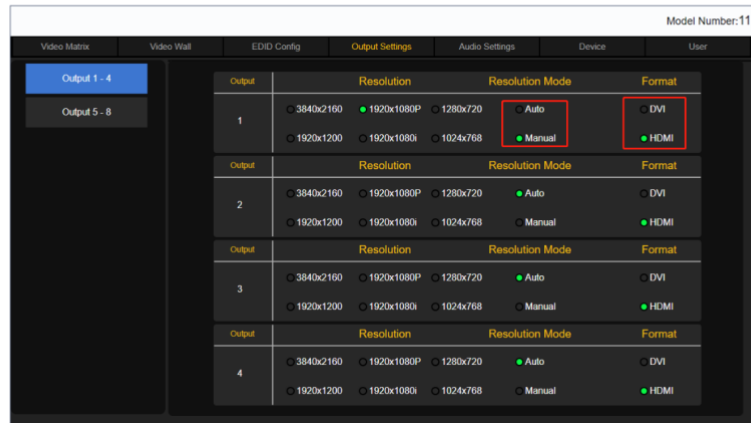 Model Number:11
Video Matrix Video Wall EDID Config Output Settings Audio Settings Device User
Output 1 - 4
Output 5 - 8
Output Resolution Resolution Mode Format
1
3840x2160 1920x1080P 1280x720 Auto DVI
1920x1200 1920x1080i 1024x768 Manual HDMI
Output Resolution Resolution Mode Format
2
3840x2160 1920x1080P 1280x720 Auto DVI
1920x1200 1920x1080i 1024x768 Manual HDMI
Output Resolution Resolution Mode Format
3
3840x2160 1920x1080P 1280x720 Auto DVI
1920x1200 1920x1080i 1024x768 Manual HDMI
Output Resolution Resolution Mode Format
4
3840x2160 1920x1080P 1280x720 Auto DVI
1920x1200 1920x1080i 1024x768 Manual HDMI